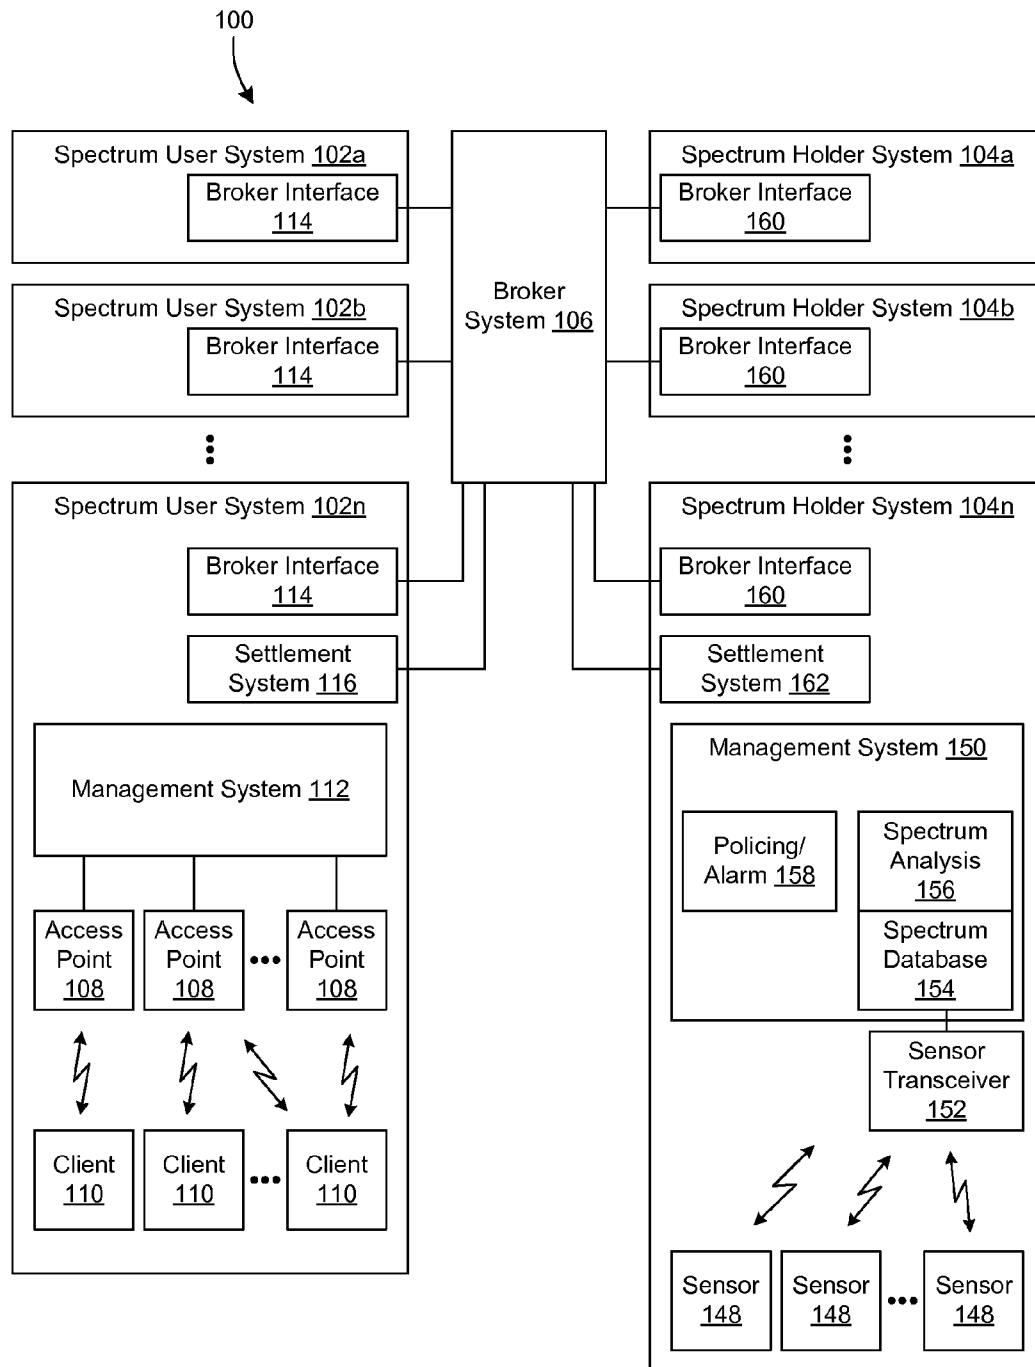 100
Spectrum User System 102a
Broker Interface
114
Spectrum User System 102b
Broker Interface
114
Broker
System 106
Spectrum Holder System 104a
Broker Interface
160
Spectrum Holder System 104b
Broker Interface
160
Spectrum User System 102n
Broker Interface
114
Settlement
System 116
Management System 112
Access
Point
108
Access
Point
108
Access
Point
108
Client
110
Client
110
Client
110
Spectrum Holder System 104n
Broker Interface
160
Settlement
System 162
Management System 150
Policing/
Alarm 158
Spectrum
Analysis
156
Spectrum
Database
154
Sensor
Transceiver
152
Sensor
148
Sensor
148
Sensor
148